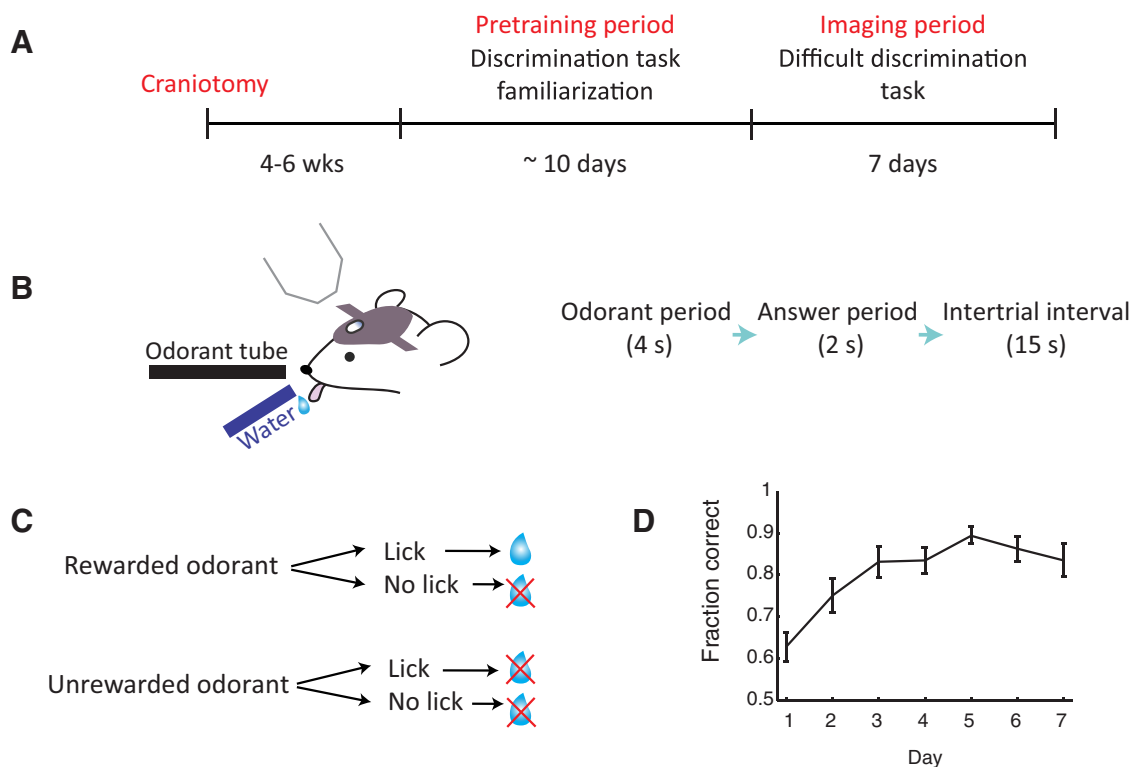 A
Craniotomy
Pretraining period
Discrimination task
familiarization
Imaging period
Difficult discrimination
task
4-6 wks
~ 10 days
7 days
B
Odorant tube
Water
Odorant period
(4 s)
Answer period
(2 s)
Intertrial interval
(15 s)
C
Rewarded odorant
Lick
No lick
Unrewarded odorant
Lick
No lick
D
Fraction correct
1
0.9
0.8
0.7
0.6
0.5
1 2 3 4 5 6 7
Day